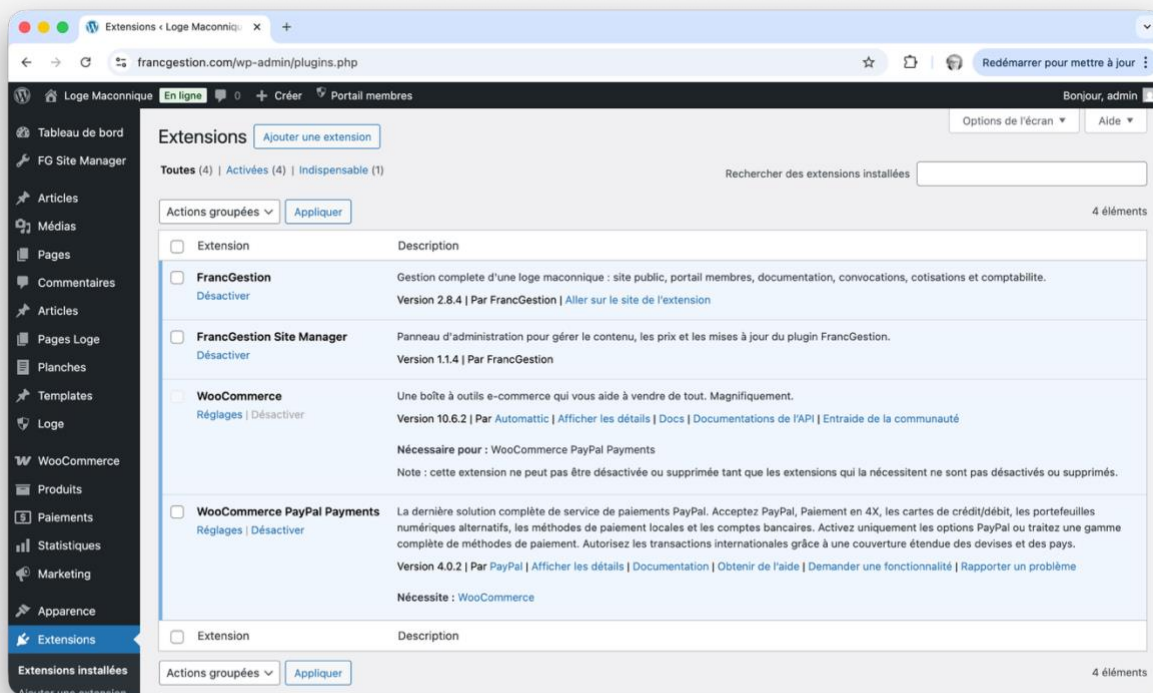 Extensions ‹ Loge Maconniqu
francgestion.com/wp-admin/plugins.php
Redémarrer pour mettre à jour
Loge Maconnique En ligne 0 + Créer Portail membres
Bonjour, admin
Tableau de bord
FG Site Manager
Articles
Médias
Pages
Commentaires
Articles
Pages Loge
Planches
Templates
Loge
WooCommerce
Produits
Paiements
Statistiques
Marketing
Apparence
Extensions
Extensions installées
Ajouter une extension
Options de l'écran ▼
Aide ▼
Extensions
Ajouter une extension
Toutes (4) | Activées (4) | Indispensable (1)
Rechercher des extensions installées
Actions groupées
Appliquer
4 éléments
Extension Description
FrancGestion
Désactiver
Gestion complete d'une loge maconnique : site public, portail membres, documentation, convocations, cotisations et comptabilite.
Version 2.8.4 | Par FrancGestion | Aller sur le site de l'extension
FrancGestion Site Manager
Désactiver
Panneau d'administration pour gérer le contenu, les prix et les mises à jour du plugin FrancGestion.
Version 1.1.4 | Par FrancGestion
WooCommerce
Réglages | Désactiver
Une boîte à outils e-commerce qui vous aide à vendre de tout. Magnifiquement.
Version 10.6.2 | Par Automattic | Afficher les détails | Docs | Documentations de l'API | Entraide de la communauté
Nécessaire pour : WooCommerce PayPal Payments
Note : cette extension ne peut pas être désactivée ou supprimée tant que les extensions qui la nécessitent ne sont pas désactivés ou supprimés.
WooCommerce PayPal Payments
Réglages | Désactiver
La dernière solution complète de service de paiements PayPal. Acceptez PayPal, Paiement en 4X, les cartes de crédit/débit, les portefeuilles
numériques alternatifs, les méthodes de paiement locales et les comptes bancaires. Activez uniquement les options PayPal ou traitez une gamme
complète de méthodes de paiement. Autorisez les transactions internationales grâce à une couverture étendue des devises et des pays.
Version 4.0.2 | Par PayPal | Afficher les détails | Documentation | Obtenir de l'aide | Demander une fonctionnalité | Rapporter un problème
Nécessite : WooCommerce
Extension Description
Actions groupées
Appliquer
4 éléments